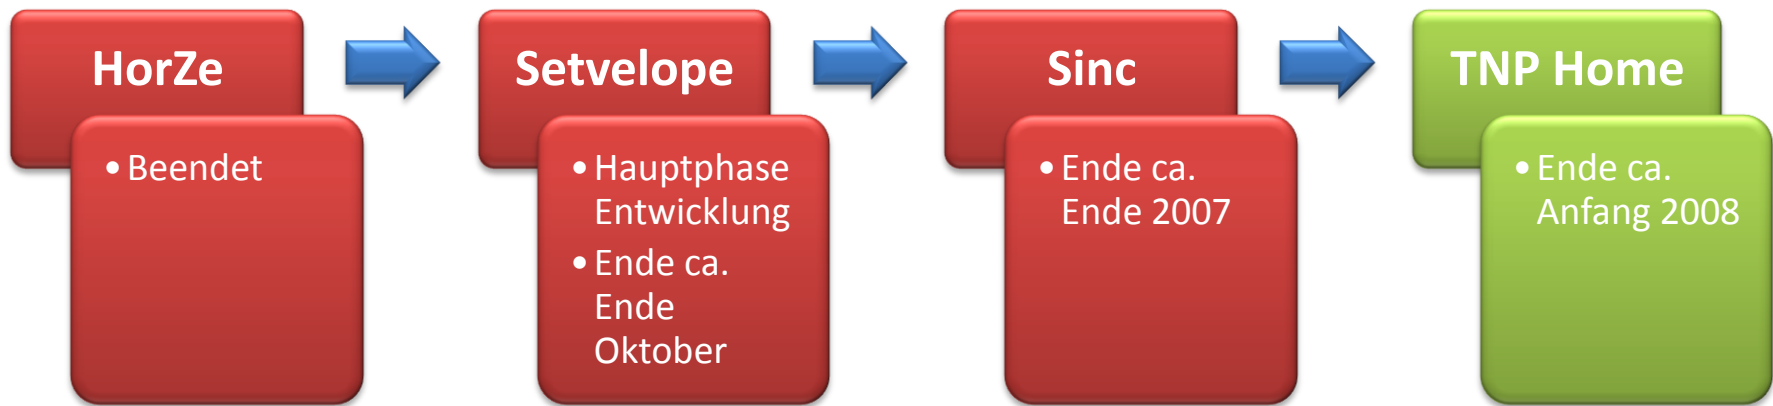 HorZe
• Beendet
Setvelope
• Hauptphase
Entwicklung
• Ende ca.
Ende
Oktober
Sinc
• Ende ca.
Ende 2007
TNP Home
• Ende ca.
Anfang 2008